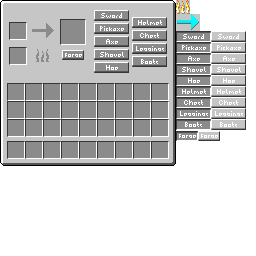 Sword
Pickaxe
Axe
Shovel
Hoe
Helmet
Chest
Leggings
Boots
Forge
Sword Sword
Pickaxe Pickaxe
Axe Axe
Shovel Shovel
Hoe Hoe
Helmet Helmet
Chest Chest
Leggings Leggings
Boots Boots
Forge Forge